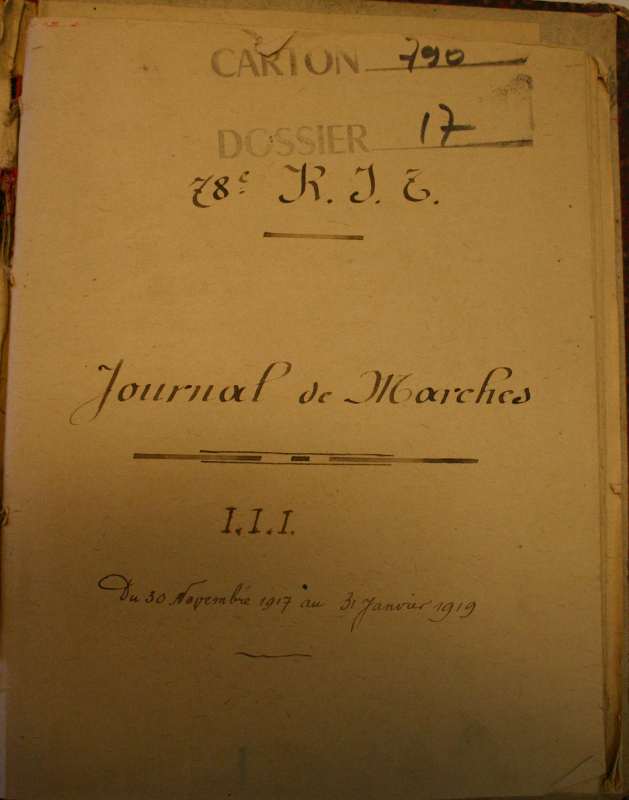 CARTON 790
DOSSIER 17
78e R. I. T.
Journal de Marches
I.I.I.
Du 30 Novembre 1917 au 31 Janvier 1919